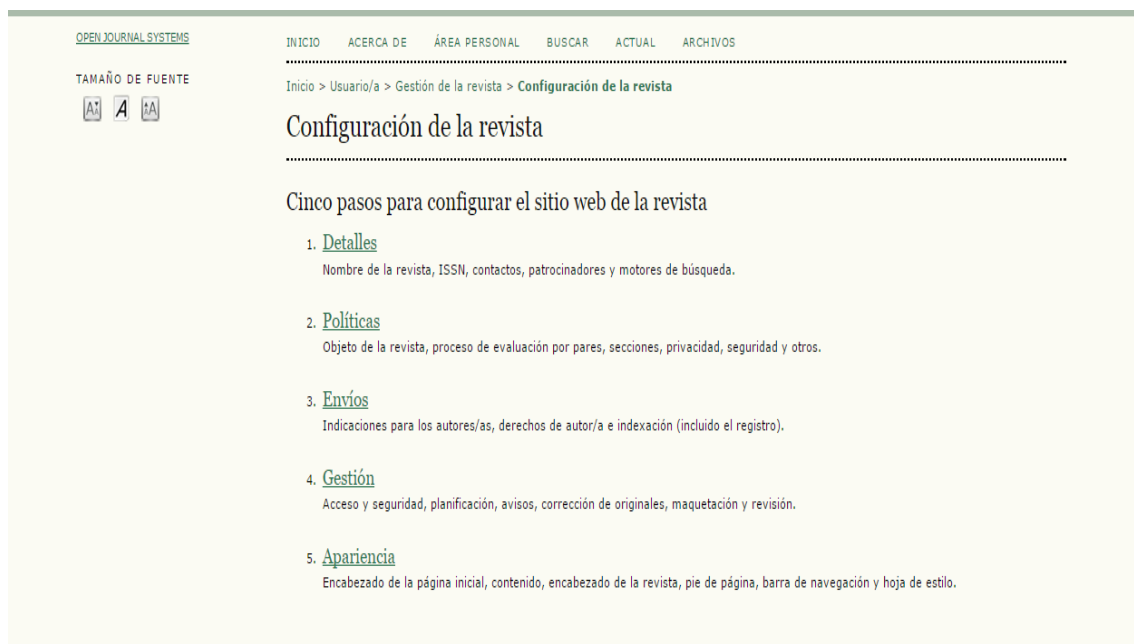 OPEN JOURNAL SYSTEMS
TAMAÑO DE FUENTE
INICIO ACERCA DE ÁREA PERSONAL BUSCAR ACTUAL ARCHIVOS
Inicio > Usuario/a > Gestión de la revista > Configuración de la revista
Configuración de la revista
Cinco pasos para configurar el sitio web de la revista
1. Detalles
Nombre de la revista, ISSN, contactos, patrocinadores y motores de búsqueda.
2. Políticas
Objeto de la revista, proceso de evaluación por pares, secciones, privacidad, seguridad y otros.
3. Envíos
Indicaciones para los autores/as, derechos de autor/a e indexación (incluido el registro).
4. Gestión
Acceso y seguridad, planificación, avisos, corrección de originales, maquetación y revisión.
5. Apariencia
Encabezado de la página inicial, contenido, encabezado de la revista, pie de página, barra de navegación y hoja de estilo.